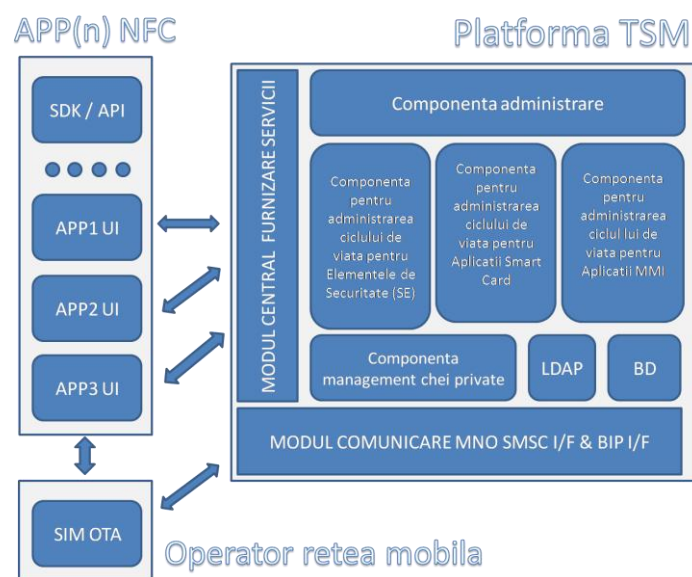 APP(n) NFC
SDK / API
APP1 UI
APP2 UI
APP3 UI
SIM OTA
Operator retea mobila
Platforma TSM
MODUL CENTRAL FURNIZARE SERVICII
Componenta administrare
Componenta
pentru
administrarea
ciclului de
viata pentru
Elementele de
Securitate (SE)
Componenta
pentru
administrarea
ciclului de
viata pentru
Aplicatii Smart
Card
Componenta
pentru
administrarea
ciclul lui de
viata pentru
Aplicatii MMI
Componenta
management chei private
LDAP
BD
MODUL COMUNICARE MNO SMSC I/F & BIP I/F